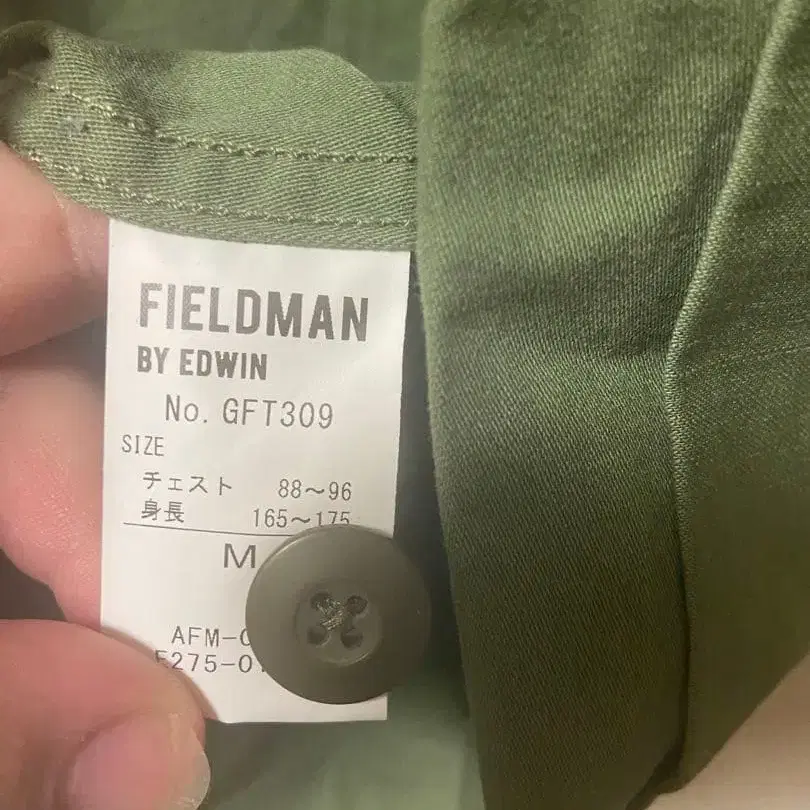 FIELDMAN
BY EDWIN
No. GFT309
SIZE
チェスト 88〜96
身長 165〜175
M